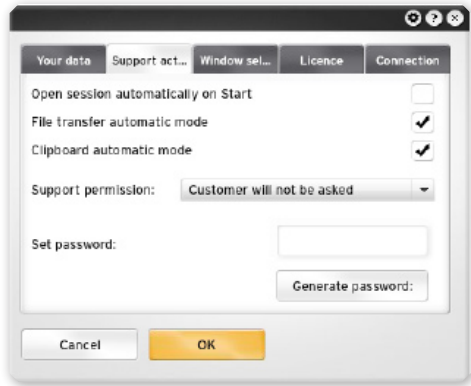 Your data Support act... Window sel... Licence Connection
Open session automatically on Start
File transfer automatic mode
Clipboard automatic mode
Support permission: Customer will not be asked
Set password:
Generate password:
Cancel OK